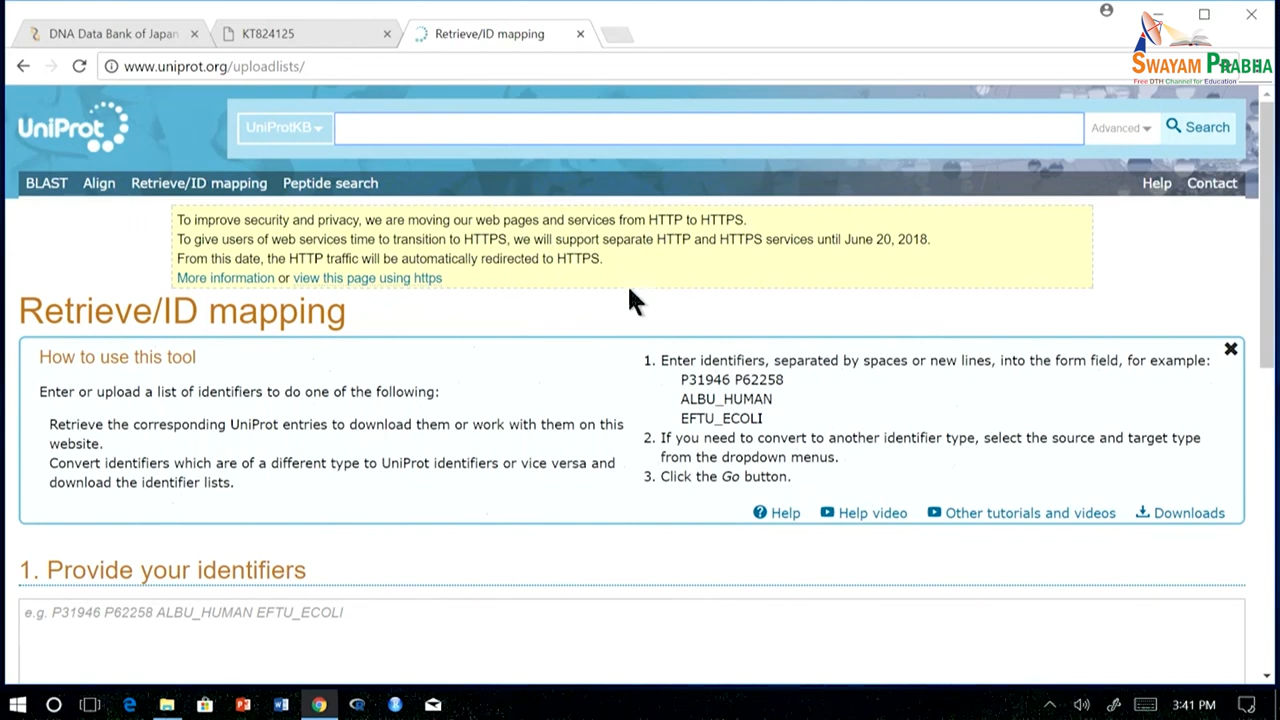 DNA Data Bank of Japan
KT824125
Retrieve/ID mapping
SWAYAM PRABHA
Free DTH Channel for Education
www.uniprot.org/uploadlists/
UniProt
UniProtKB
Advanced
Search
BLAST Align Retrieve/ID mapping Peptide search
Help Contact
To improve security and privacy, we are moving our web pages and services from HTTP to HTTPS.
To give users of web services time to transition to HTTPS, we will support separate HTTP and HTTPS services until June 20, 2018.
From this date, the HTTP traffic will be automatically redirected to HTTPS.
More information or view this page using https
Retrieve/ID mapping
How to use this tool
Enter or upload a list of identifiers to do one of the following:
Retrieve the corresponding UniProt entries to download them or work with them on this
website.
Convert identifiers which are of a different type to UniProt identifiers or vice versa and
download the identifier lists.
1. Enter identifiers, separated by spaces or new lines, into the form field, for example:
P31946 P62258
ALBU_HUMAN
EFTU_ECOLI
2. If you need to convert to another identifier type, select the source and target type
from the dropdown menus.
3. Click the Go button.
Help Help video Other tutorials and videos Downloads
1. Provide your identifiers
e.g. P31946 P62258 ALBU_HUMAN EFTU_ECOLI
3:41 PM